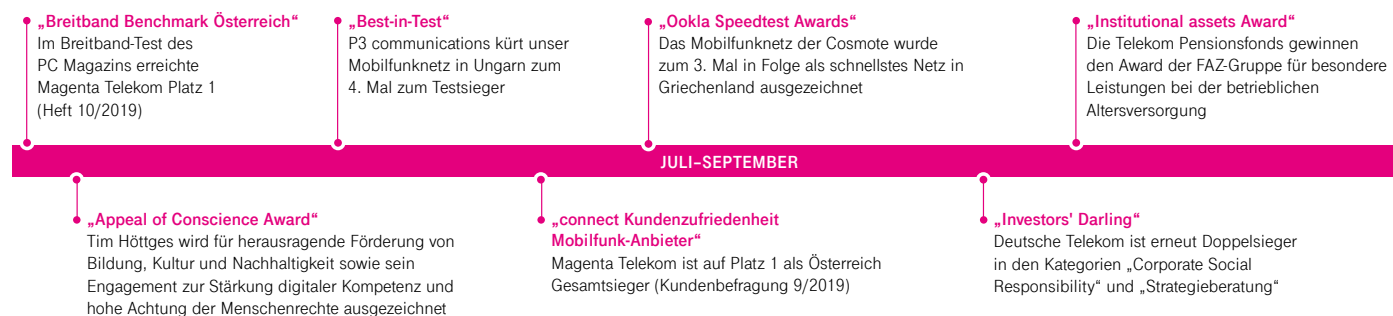 „Breitband Benchmark Österreich“
Im Breitband-Test des
PC Magazins erreichte
Magenta Telekom Platz 1
(Heft 10/2019)
„Best-in-Test“
P3 communications kürt unser
Mobilfunknetz in Ungarn zum
4. Mal zum Testsieger
„Ookla Speedtest Awards“
Das Mobilfunknetz der Cosmote wurde
zum 3. Mal in Folge als schnellstes Netz in
Griechenland ausgezeichnet
„Institutional assets Award“
Die Telekom Pensionsfonds gewinnen
den Award der FAZ-Gruppe für besondere
Leistungen bei der betrieblichen
Altersversorgung
JULI–SEPTEMBER
„Appeal of Conscience Award“
Tim Höttges wird für herausragende Förderung von
Bildung, Kultur und Nachhaltigkeit sowie sein
Engagement zur Stärkung digitaler Kompetenz und
hohe Achtung der Menschenrechte ausgezeichnet
„connect Kundenzufriedenheit
Mobilfunk-Anbieter“
Magenta Telekom ist auf Platz 1 als Österreich
Gesamtsieger (Kundenbefragung 9/2019)
„Investors' Darling“
Deutsche Telekom ist erneut Doppelsieger
in den Kategorien „Corporate Social
Responsibility“ und „Strategieberatung“